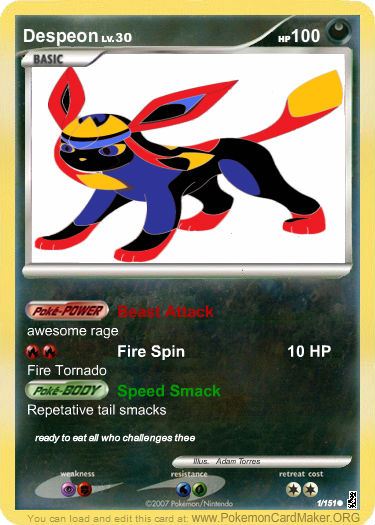 Despeon LV.30 HP 100
BASIC
Poké-POWER Beast Attack
awesome rage
Fire Spin 10 HP
Fire Tornado
Poké-BODY Speed Smack
Repetative tail smacks
ready to eat all who challenges thee
Illus. Adam Torres
weakness resistance retreat cost
©2007 Pokémon/Nintendo 1/151
You can load and edit this card at: www.PokemonCardMaker.ORG